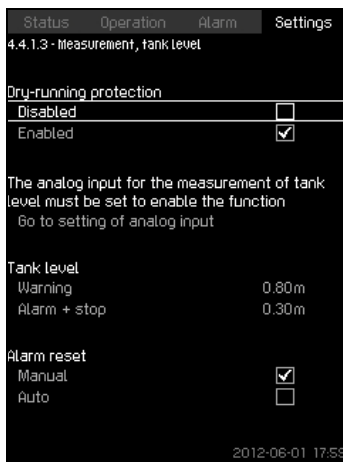 Status Operation Alarm Settings
4.4.1.3 - Measurement, tank level
Dry-running protection
Disabled
Enabled
The analog input for the measurement of tank
level must be set to enable the function
Go to setting of analog input
Tank level
Warning 0.80m
Alarm + stop 0.30m
Alarm reset
Manual
Auto
2012-06-01 17:59